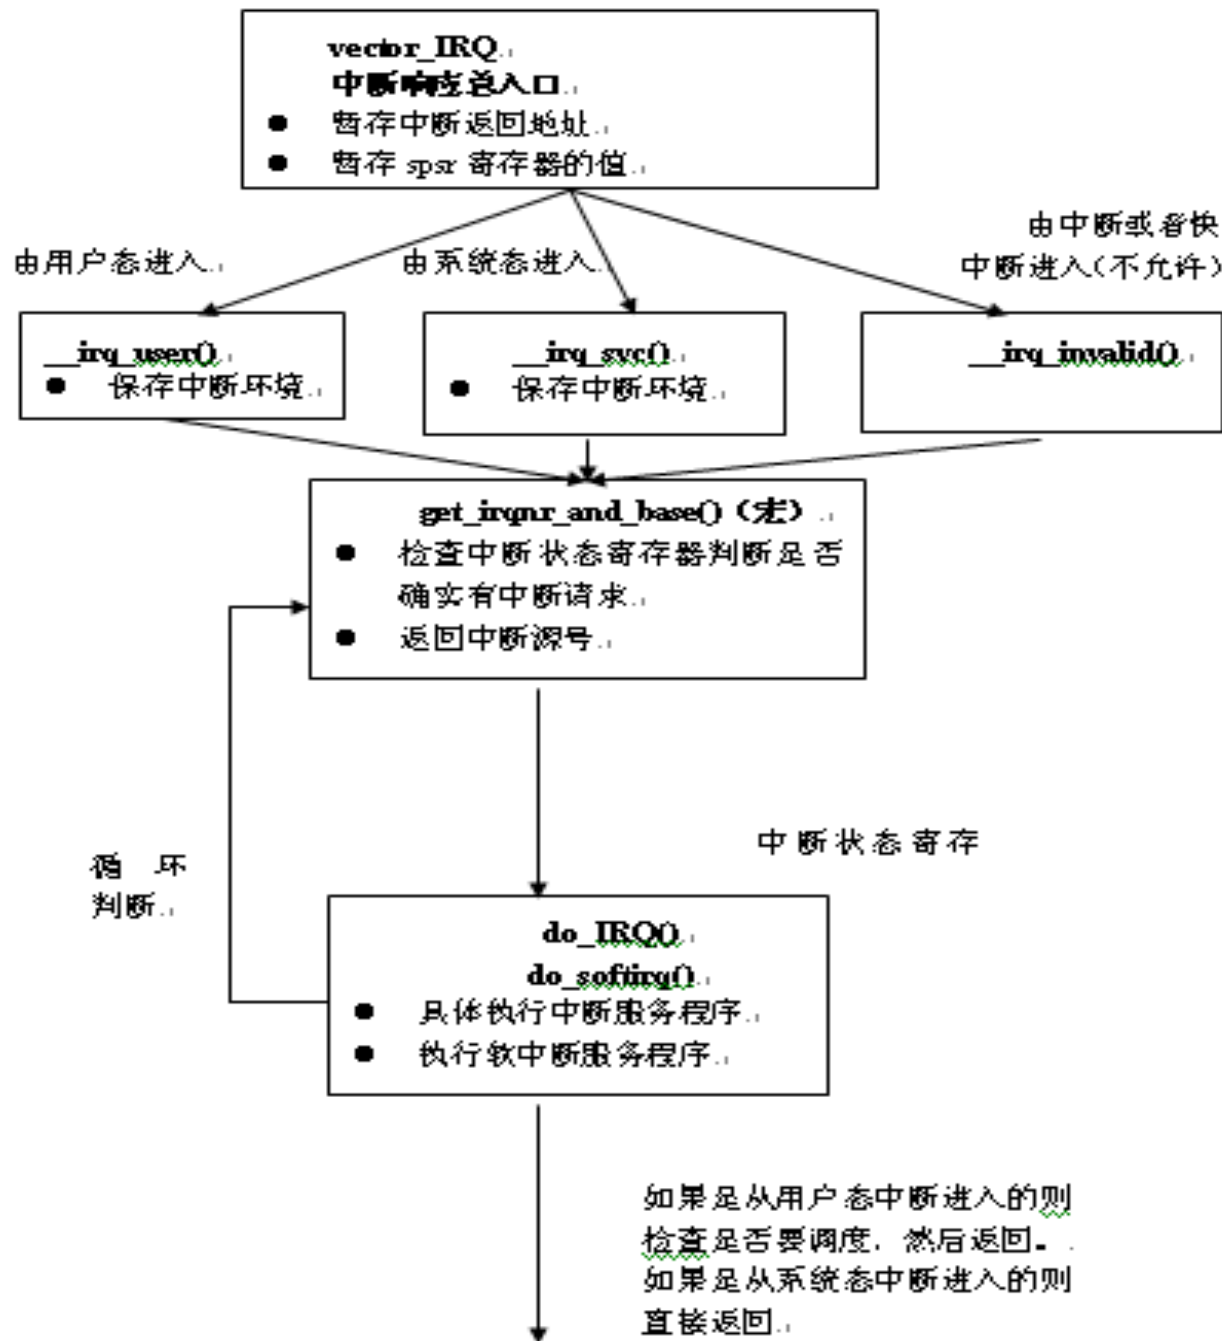 vector_IRQ
中断响应总入口
● 暂存中断返回地址
● 暂存 spsr 寄存器的值
由用户态进入
由系统态进入
由中断或者快
中断进入(不允许)
__irq_user()
● 保存中断环境
__irq_svc()
● 保存中断环境
__irq_invalid()
get_irqnr_and_base()（宏）
● 检查中断状态寄存器判断是否
确实有中断请求
● 返回中断源号
循 环
判断
中断状态寄存
do_IRQ()
do_softirq()
● 具体执行中断服务程序
● 执行软中断服务程序
如果是从用户态中断进入的则
检查是否要调度，然后返回。
如果是从系统态中断进入的则
直接返回